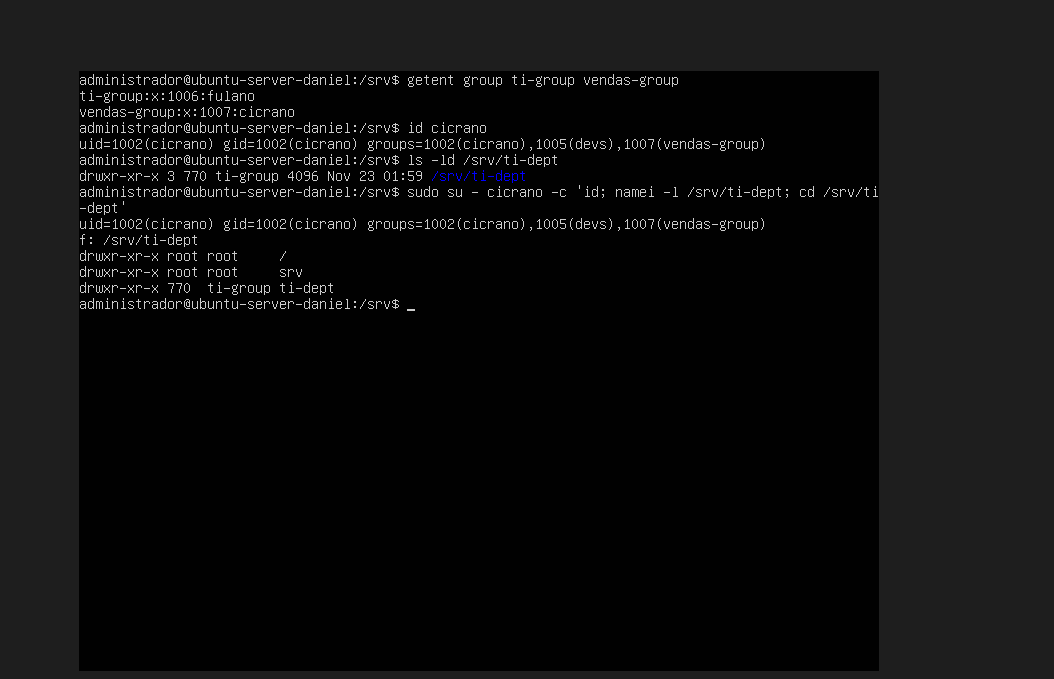 administrador@ubuntu-server-daniel:/srv$ getent group ti-group vendas-group
ti-group:x:1006:fulano
vendas-group:x:1007:cicrano
administrador@ubuntu-server-daniel:/srv$ id cicrano
uid=1002(cicrano) gid=1002(cicrano) groups=1002(cicrano),1005(devs),1007(vendas-group)
administrador@ubuntu-server-daniel:/srv$ ls -ld /srv/ti-dept
drwxr-xr-x 3 770 ti-group 4096 Nov 23 01:59 /srv/ti-dept
administrador@ubuntu-server-daniel:/srv$ sudo su - cicrano -c 'id; namei -l /srv/ti-dept; cd /srv/ti
-dept'
uid=1002(cicrano) gid=1002(cicrano) groups=1002(cicrano),1005(devs),1007(vendas-group)
f: /srv/ti-dept
drwxr-xr-x root root     /
drwxr-xr-x root root     srv
drwxr-xr-x 770  ti-group ti-dept
administrador@ubuntu-server-daniel:/srv$ _